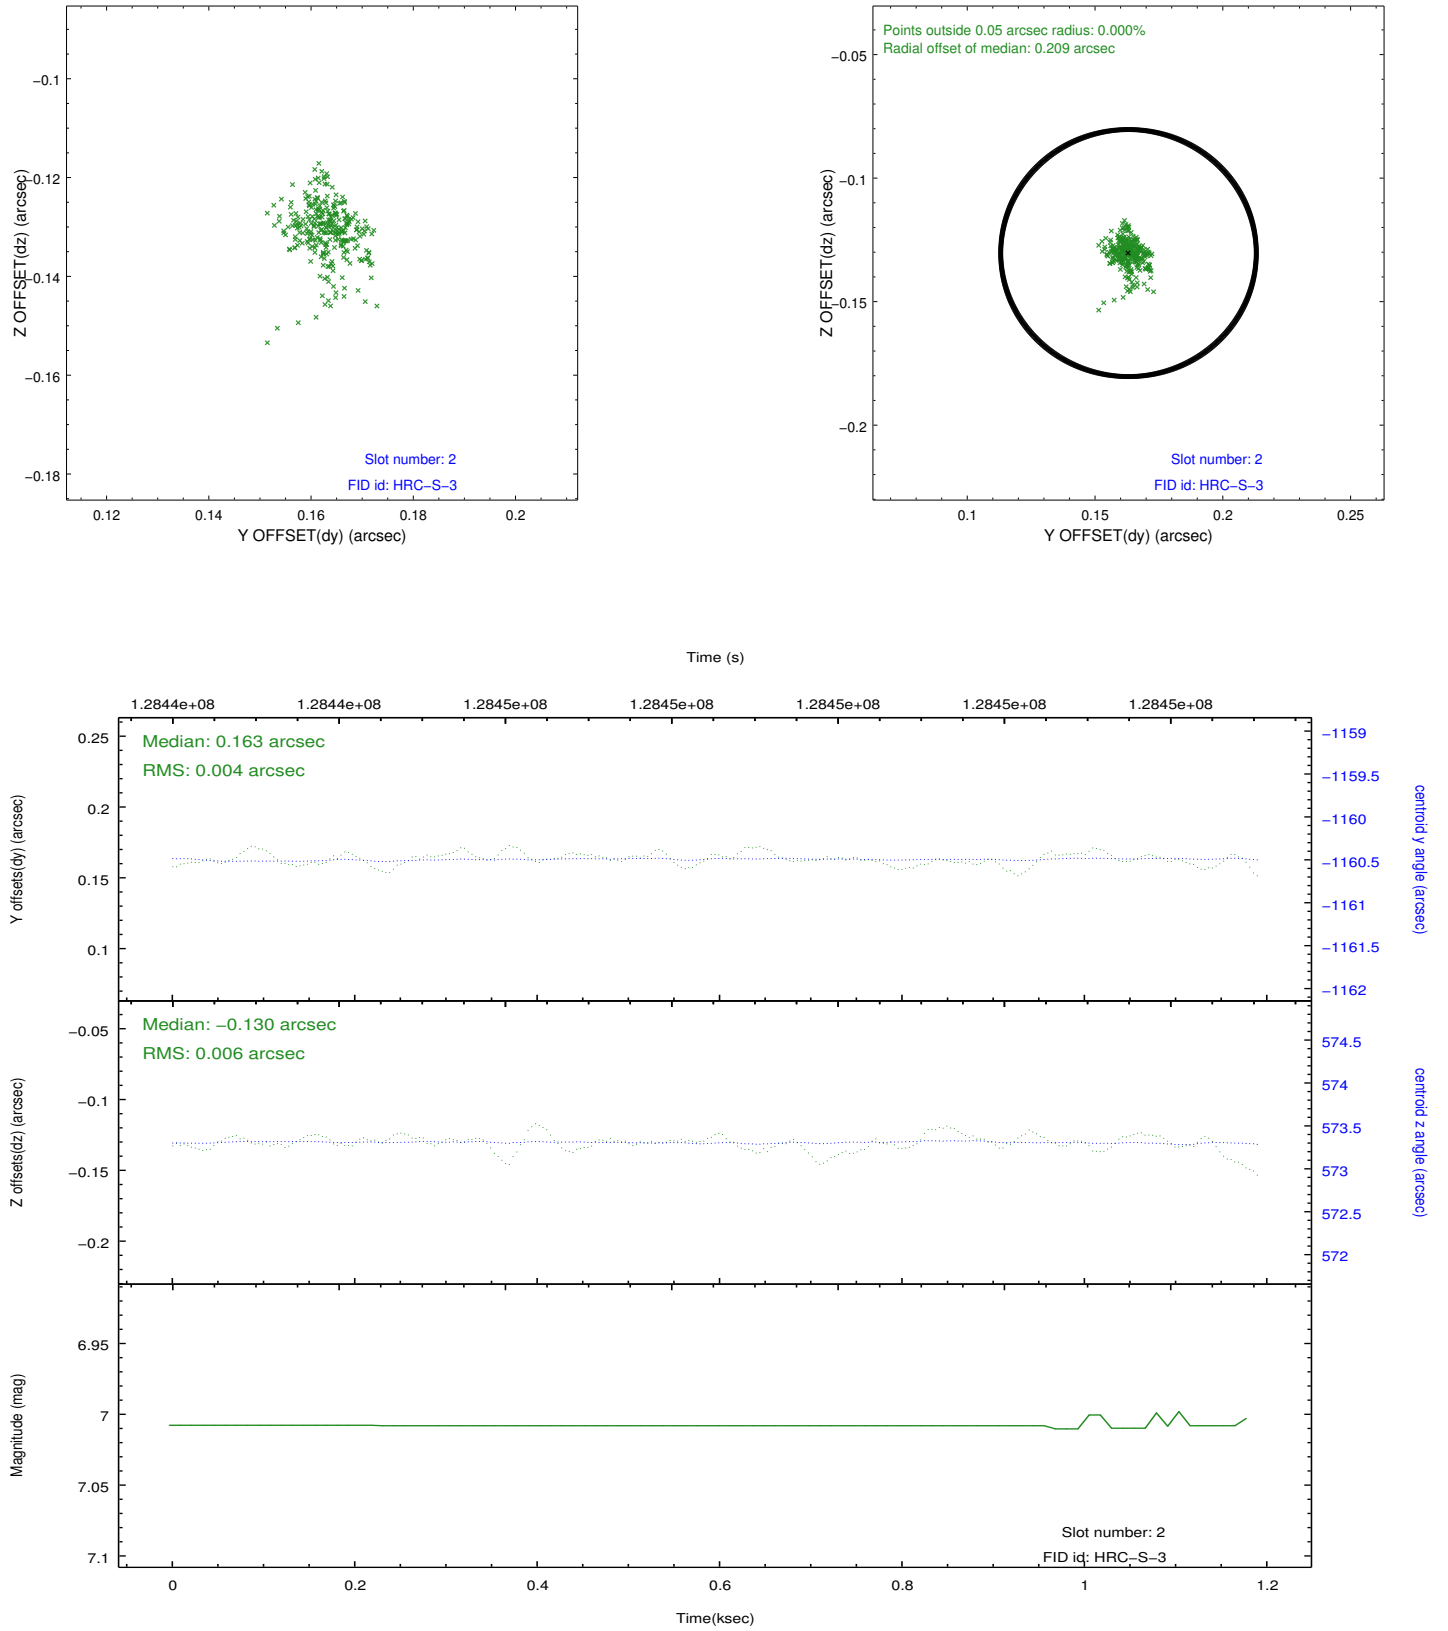 −0.1
−0.12
−0.14
−0.16
−0.18
Z OFFSET(dz) (arcsec)
Slot number: 2
FID id: HRC−S−3
0.12
0.14
0.16
0.18
0.2
Y OFFSET(dy) (arcsec)
Points outside 0.05 arcsec radius: 0.000%
Radial offset of median: 0.209 arcsec
−0.05
−0.1
−0.15
−0.2
Z OFFSET(dz) (arcsec)
Slot number: 2
FID id: HRC−S−3
0.1
0.15
0.2
0.25
Y OFFSET(dy) (arcsec)
Time (s)
1.2844e+08
1.2844e+08
1.2845e+08
1.2845e+08
1.2845e+08
1.2845e+08
1.2845e+08
Median: 0.163 arcsec
RMS: 0.004 arcsec
0.25
0.2
0.15
0.1
Y offsets(dy) (arcsec)
−1159
−1159.5
−1160
−1160.5
−1161
−1161.5
−1162
centroid y angle (arcsec)
Median: −0.130 arcsec
RMS: 0.006 arcsec
−0.05
−0.1
−0.15
−0.2
Z offsets(dz) (arcsec)
574.5
574
573.5
573
572.5
572
centroid z angle (arcsec)
6.95
7
7.05
7.1
Magnitude (mag)
Slot number: 2
FID id: HRC−S−3
0
0.2
0.4
0.6
0.8
1
1.2
Time(ksec)